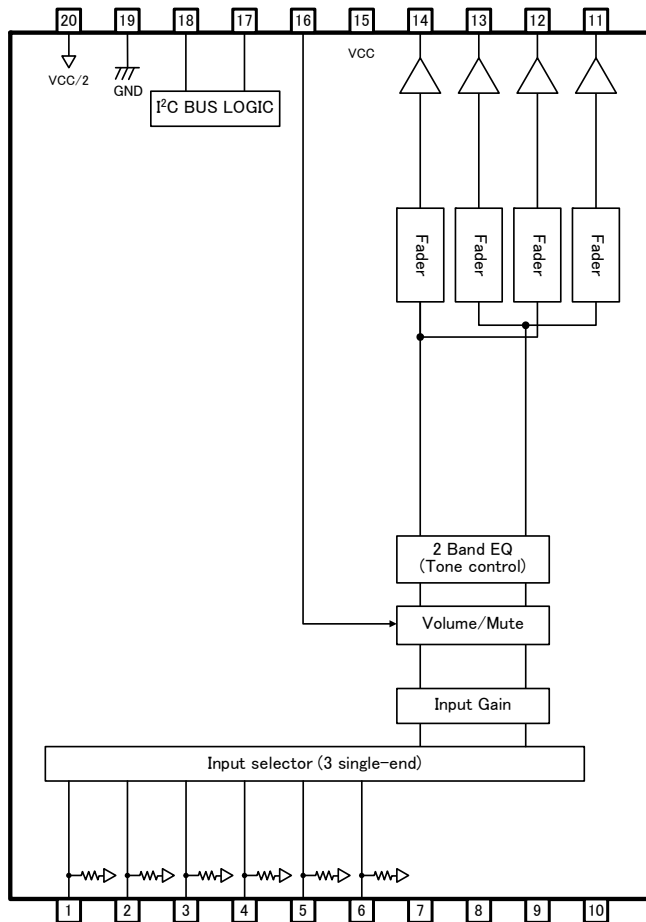 20 19 18 17 16 15 14 13 12 11
VCC
VCC/2
GND
I²C BUS LOGIC
Fader Fader Fader Fader
2 Band EQ
(Tone control)
Volume/Mute
Input Gain
Input selector (3 single-end)
1 2 3 4 5 6 7 8 9 10